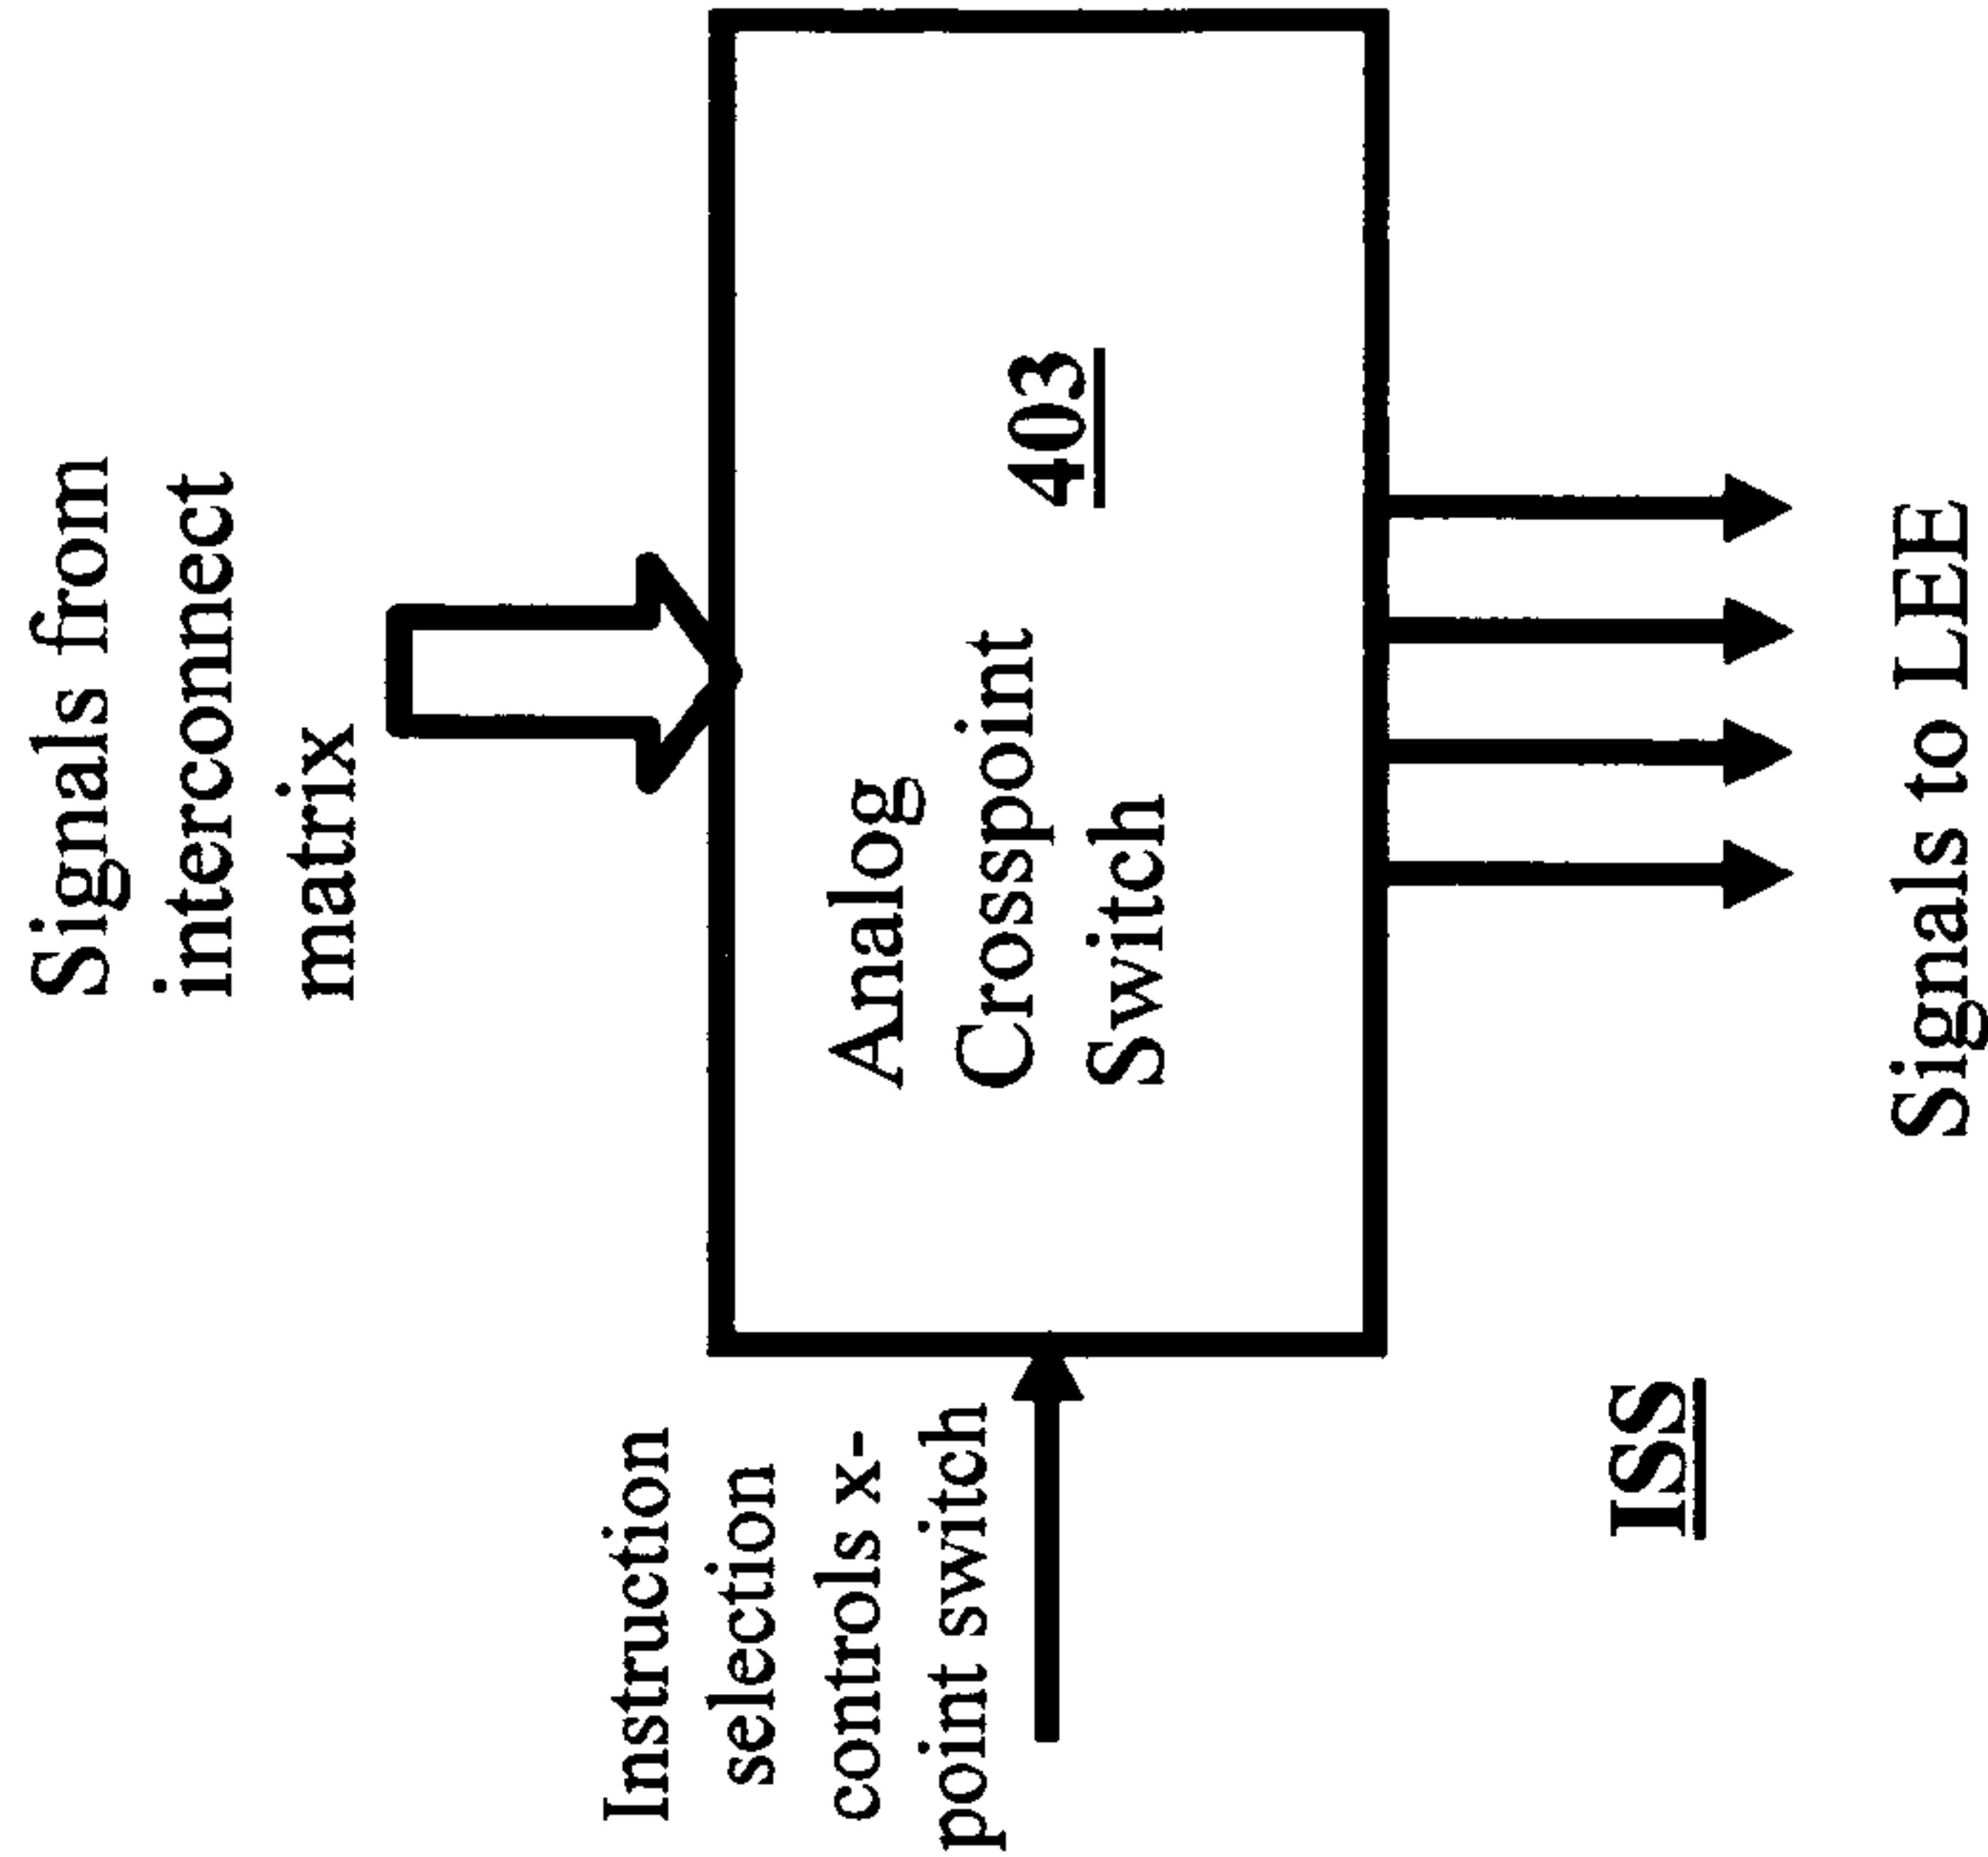 Signals from
interconnect
matrix
Instruction
selection
controls x-
point switch
Analog
Crosspoint
Switch
403
ISS
Signals to LEE